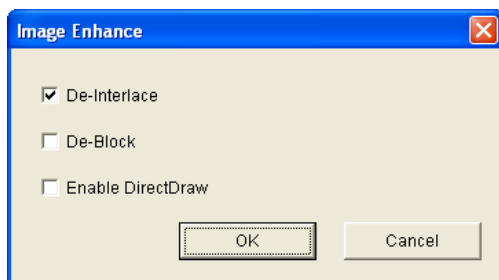 Image Enhance
De-Interlace
De-Block
Enable DirectDraw
OK Cancel